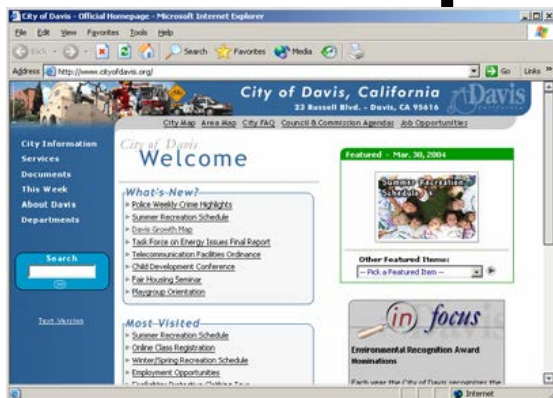 City of Davis - Official Homepage - Microsoft Internet Explorer
File Edit View Favorites Tools Help
Back Search Favorites Media
Address http://www.cityofdavis.org/ Go Links »
City of Davis, California
23 Russell Blvd. - Davis, CA 95616
Davis
City Map Area Map City FAQ Council & Commission Agendas Job Opportunities
City Information
Services
Documents
This Week
About Davis
Departments
Search
GO
Text Version
City of Davis
Welcome
What's New?
Police Weekly Crime Highlights
Summer Recreation Schedule
Davis Growth Map
Task Force on Energy Issues Final Report
Telecommunication Facilities Ordinance
Child Development Conference
Fair Housing Seminar
Playgroup Orientation
Most Visited
Summer Recreation Schedule
Online Class Registration
Winter/Spring Recreation Schedule
Employment Opportunities
Firefighter Protective Clothing Tour
Featured - Mar. 30, 2004
Summer Recreation
Schedule
Other Featured Items:
-- Pick a Featured Item --
in focus
Environmental Recognition Award
Nominations
Each year the City of Davis recognizes the
Internet